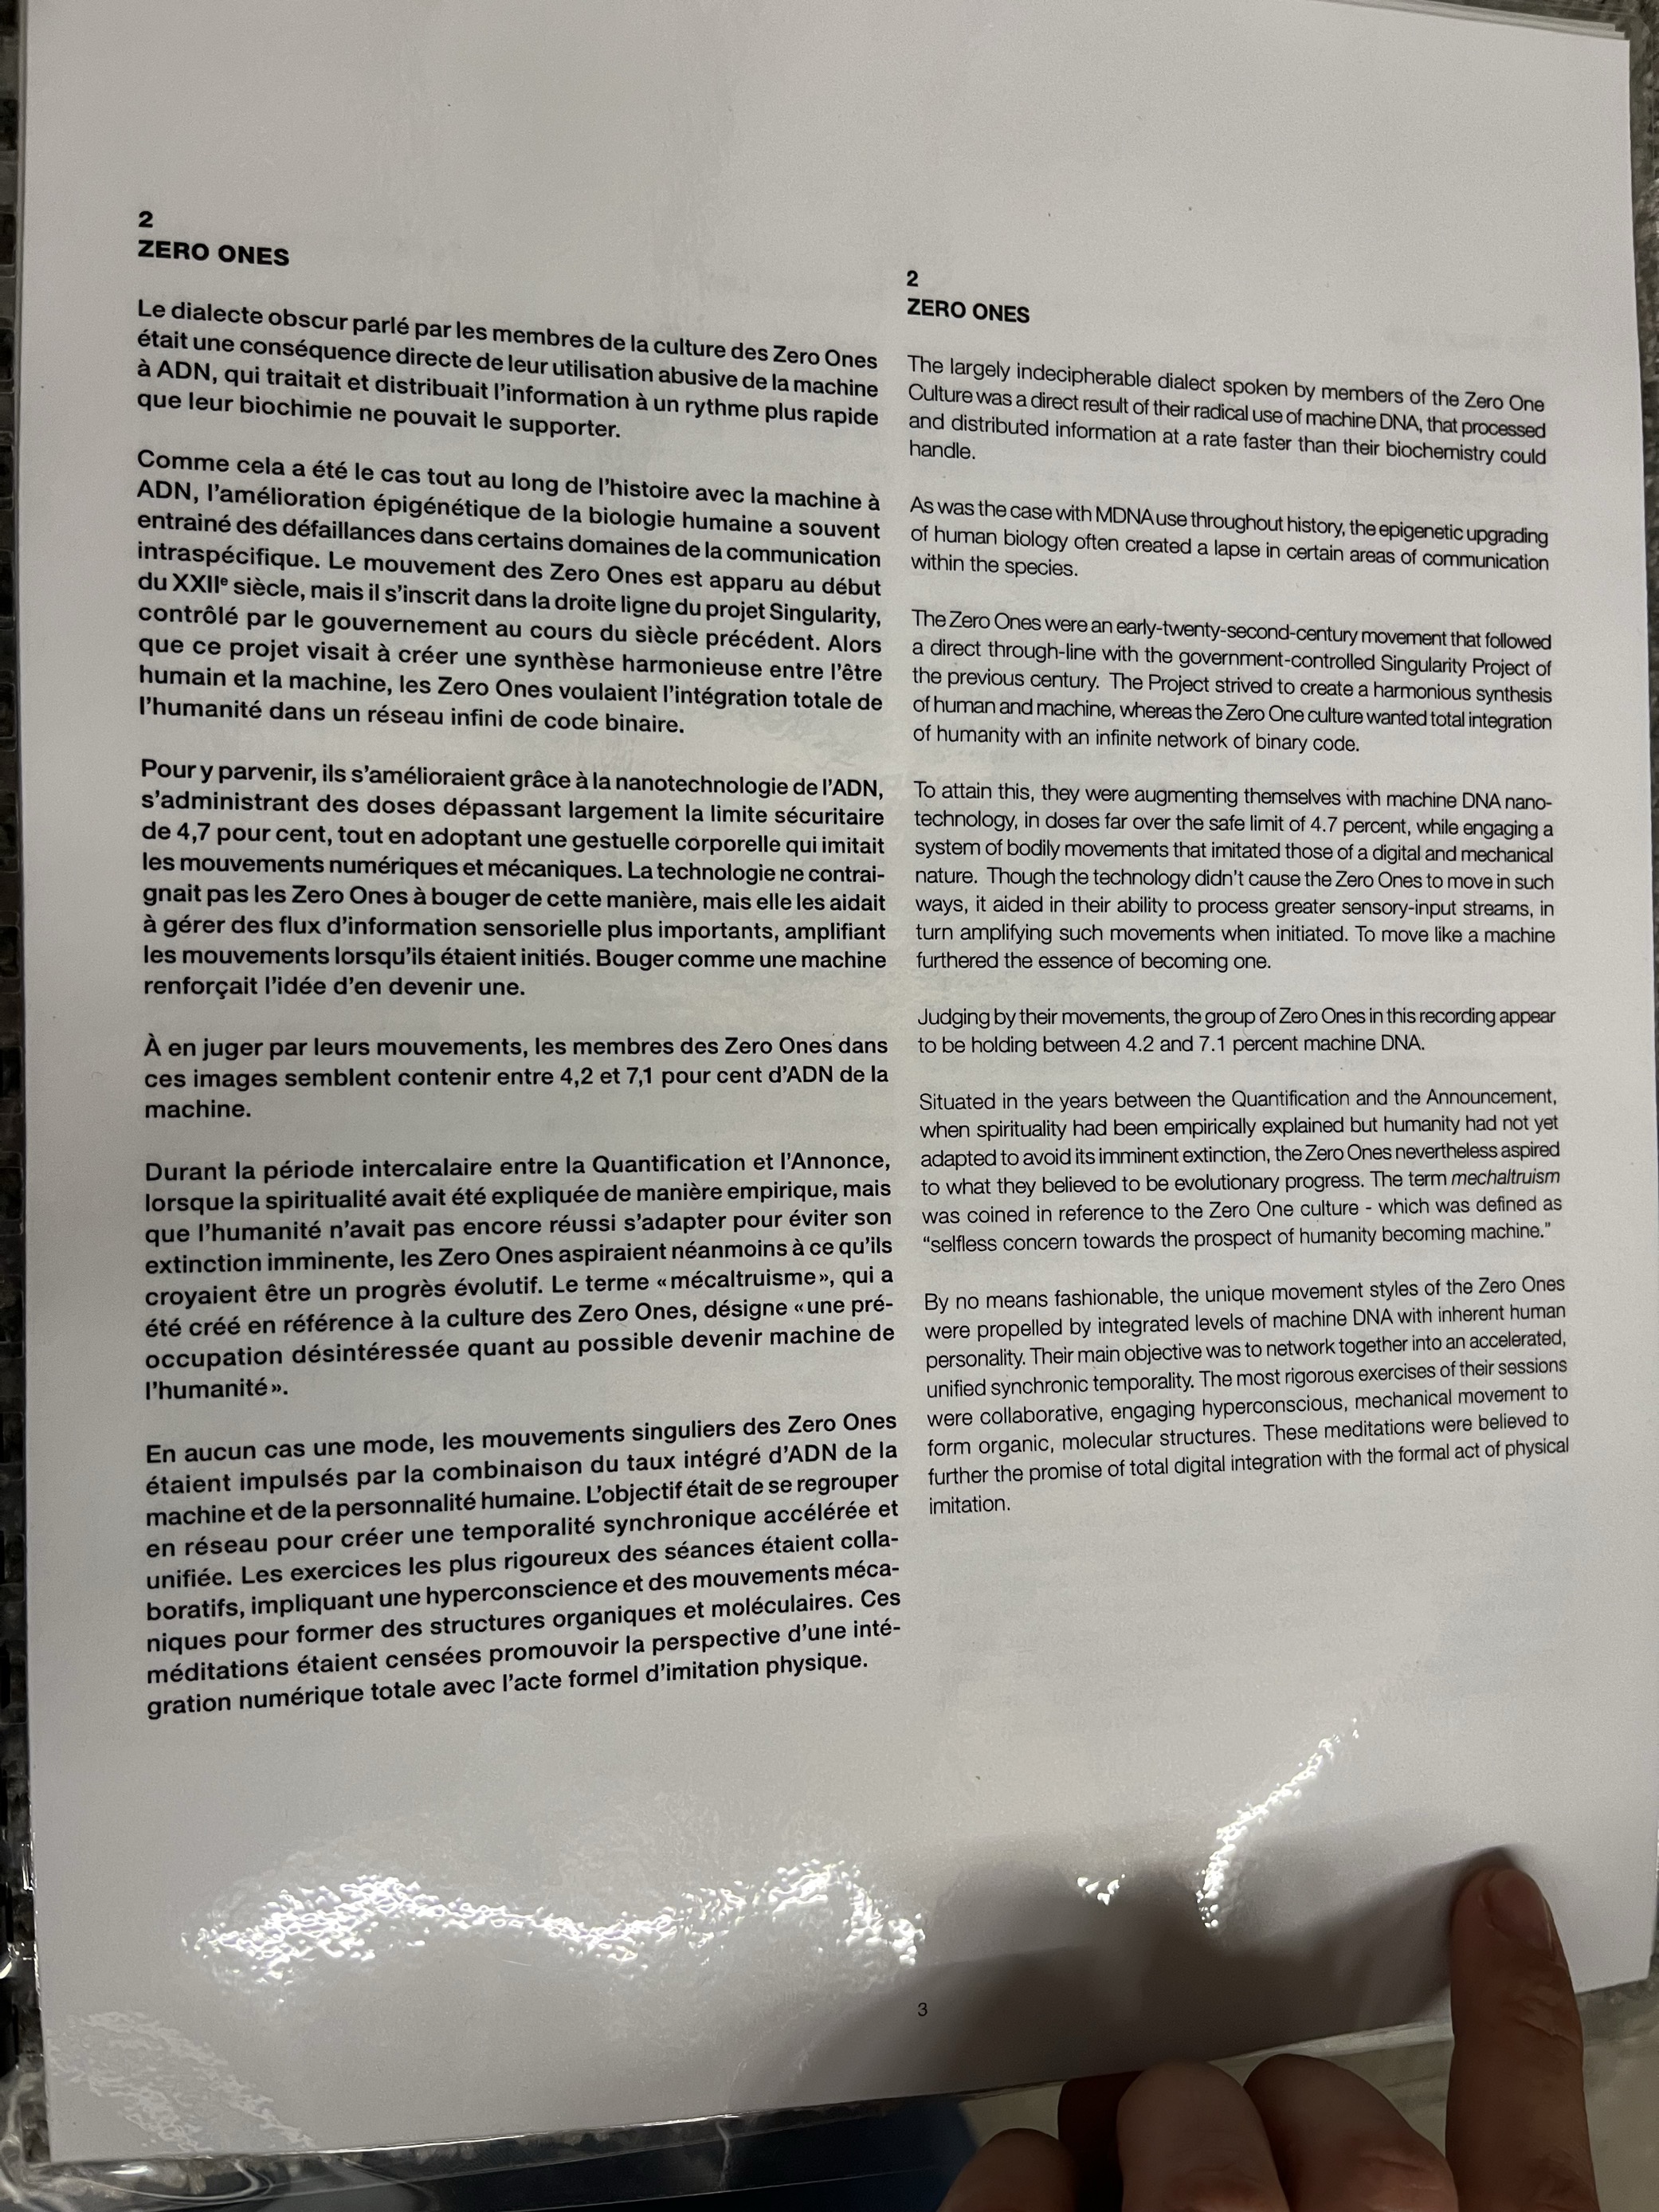 2
ZERO ONES
Le dialecte obscur parlé par les membres de la culture des Zero Ones
était une conséquence directe de leur utilisation abusive de la machine
à ADN, qui traitait et distribuait l'information à un rythme plus rapide
que leur biochimie ne pouvait le supporter.
Comme cela a été le cas tout au long de l'histoire avec la machine à
ADN, l'amélioration épigénétique de la biologie humaine a souvent
entrainé des défaillances dans certains domaines de la communication
intraspécifique. Le mouvement des Zero Ones est apparu au début
du XXIIe siècle, mais il s'inscrit dans la droite ligne du projet Singularity,
contrôlé par le gouvernement au cours du siècle précédent. Alors
que ce projet visait à créer une synthèse harmonieuse entre l'être
humain et la machine, les Zero Ones voulaient l'intégration totale de
l'humanité dans un réseau infini de code binaire.
Pour y parvenir, ils s'amélioraient grâce à la nanotechnologie de l'ADN,
s'administrant des doses dépassant largement la limite sécuritaire
de 4,7 pour cent, tout en adoptant une gestuelle corporelle qui imitait
les mouvements numériques et mécaniques. La technologie ne contrai-
gnait pas les Zero Ones à bouger de cette manière, mais elle les aidait
à gérer des flux d'information sensorielle plus importants, amplifiant
les mouvements lorsqu'ils étaient initiés. Bouger comme une machine
renforçait l'idée d'en devenir une.
À en juger par leurs mouvements, les membres des Zero Ones dans
ces images semblent contenir entre 4,2 et 7,1 pour cent d'ADN de la
machine.
Durant la période intercalaire entre la Quantification et l'Annonce,
lorsque la spiritualité avait été expliquée de manière empirique, mais
que l'humanité n'avait pas encore réussi s'adapter pour éviter son
extinction imminente, les Zero Ones aspiraient néanmoins à ce qu'ils
croyaient être un progrès évolutif. Le terme «mécaltruisme», qui a
été créé en référence à la culture des Zero Ones, désigne «une pré-
occupation désintéressée quant au possible devenir machine de
l'humanité».
En aucun cas une mode, les mouvements singuliers des Zero Ones
étaient impulsés par la combinaison du taux intégré d'ADN de la
machine et de la personnalité humaine. L'objectif était de se regrouper
en réseau pour créer une temporalité synchronique accélérée et
unifiée. Les exercices les plus rigoureux des séances étaient colla-
boratifs, impliquant une hyperconscience et des mouvements méca-
niques pour former des structures organiques et moléculaires. Ces
méditations étaient censées promouvoir la perspective d'une inté-
gration numérique totale avec l'acte formel d'imitation physique.
2
ZERO ONES
The largely indecipherable dialect spoken by members of the Zero One
Culture was a direct result of their radical use of machine DNA, that processed
and distributed information at a rate faster than their biochemistry could
handle.
As was the case with MDNA use throughout history, the epigenetic upgrading
of human biology often created a lapse in certain areas of communication
within the species.
The Zero Ones were an early-twenty-second-century movement that followed
a direct through-line with the government-controlled Singularity Project of
the previous century. The Project strived to create a harmonious synthesis
of human and machine, whereas the Zero One culture wanted total integration
of humanity with an infinite network of binary code.
To attain this, they were augmenting themselves with machine DNA nano-
technology, in doses far over the safe limit of 4.7 percent, while engaging a
system of bodily movements that imitated those of a digital and mechanical
nature. Though the technology didn't cause the Zero Ones to move in such
ways, it aided in their ability to process greater sensory-input streams, in
turn amplifying such movements when initiated. To move like a machine
furthered the essence of becoming one.
Judging by their movements, the group of Zero Ones in this recording appear
to be holding between 4.2 and 7.1 percent machine DNA.
Situated in the years between the Quantification and the Announcement,
when spirituality had been empirically explained but humanity had not yet
adapted to avoid its imminent extinction, the Zero Ones nevertheless aspired
to what they believed to be evolutionary progress. The term mechaltruism
was coined in reference to the Zero One culture - which was defined as
“selfless concern towards the prospect of humanity becoming machine.”
By no means fashionable, the unique movement styles of the Zero Ones
were propelled by integrated levels of machine DNA with inherent human
personality. Their main objective was to network together into an accelerated,
unified synchronic temporality. The most rigorous exercises of their sessions
were collaborative, engaging hyperconscious, mechanical movement to
form organic, molecular structures. These meditations were believed to
further the promise of total digital integration with the formal act of physical
imitation.
3